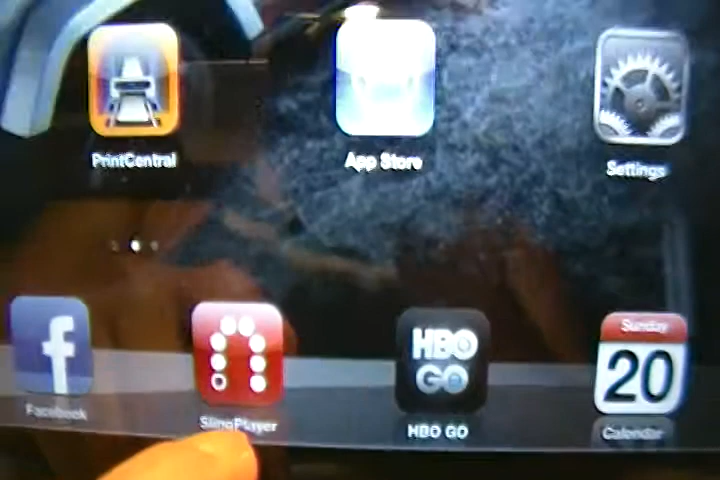 PrintCentral
App Store
Settings
f
HBO
GO
Sunday
20
Facebook
SlingPlayer
HBO GO
Calendar